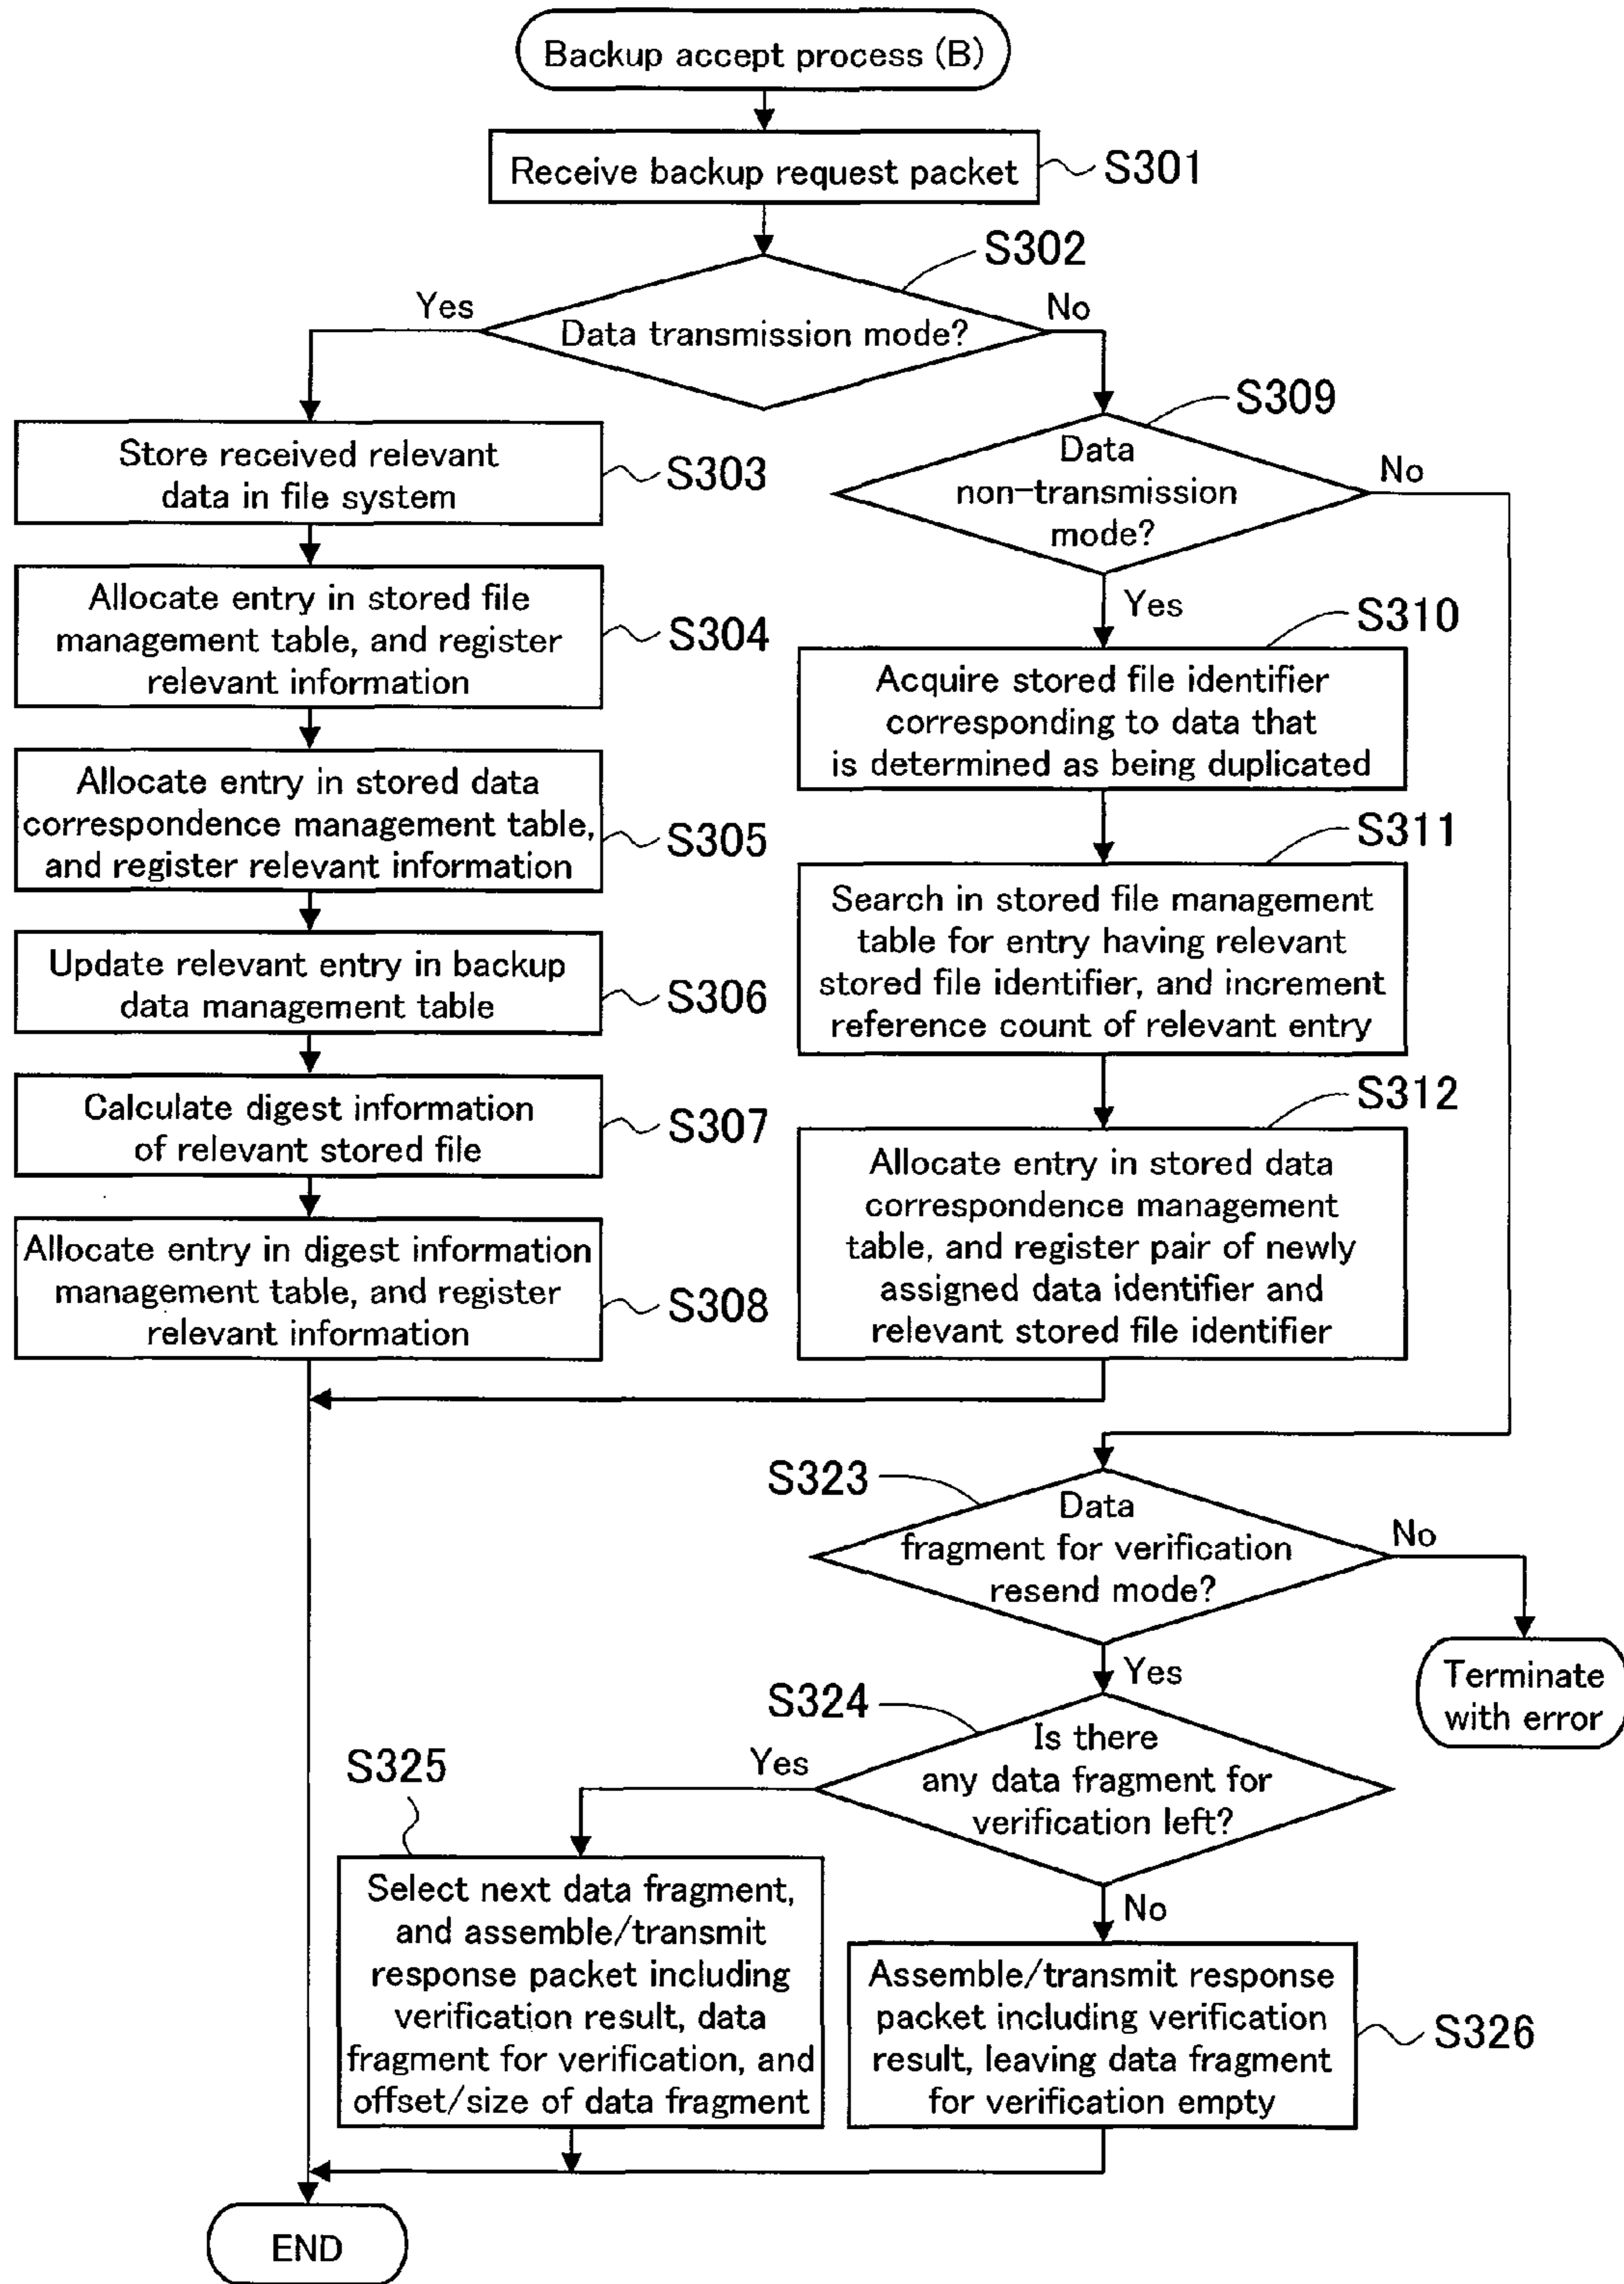 Backup accept process (B)
Receive backup request packet
S301
S302
Yes
No
Data transmission mode?
S309
Store received relevant
data in file system
S303
Data
non-transmission
mode?
No
Yes
Allocate entry in stored file
management table, and register
relevant information
S304
S310
Acquire stored file identifier
corresponding to data that
is determined as being duplicated
Allocate entry in stored data
correspondence management table,
and register relevant information
S305
S311
Search in stored file management
table for entry having relevant
stored file identifier, and increment
reference count of relevant entry
Update relevant entry in backup
data management table
S306
Calculate digest information
of relevant stored file
S307
S312
Allocate entry in stored data
correspondence management
table, and register pair of newly
assigned data identifier and
relevant stored file identifier
Allocate entry in digest information
management table, and register
relevant information
S308
S323
Data
fragment for verification
resend mode?
No
Yes
Terminate
with error
S324
Is there
any data fragment for
verification left?
Yes
No
S325
Select next data fragment,
and assemble/transmit
response packet including
verification result, data
fragment for verification, and
offset/size of data fragment
Assemble/transmit response
packet including verification
result, leaving data fragment
for verification empty
S326
END